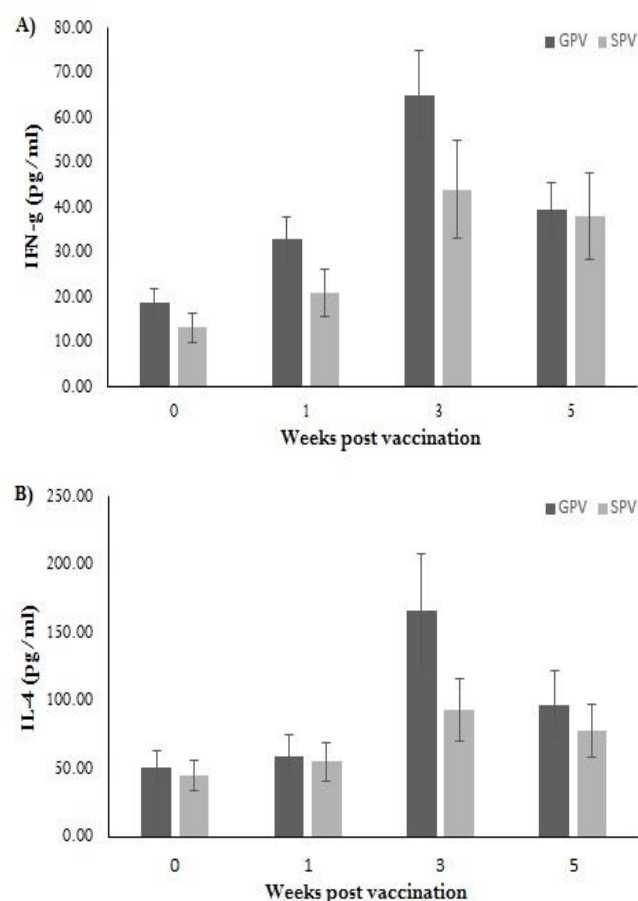 A)
GPV SPV
IFN-g (pg/ml)
80.00
70.00
60.00
50.00
40.00
30.00
20.00
10.00
0.00
0 1 3 5
Weeks post vaccination
B)
GPV SPV
IL-4 (pg/ml)
250.00
200.00
150.00
100.00
50.00
0.00
0 1 3 5
Weeks post vaccination